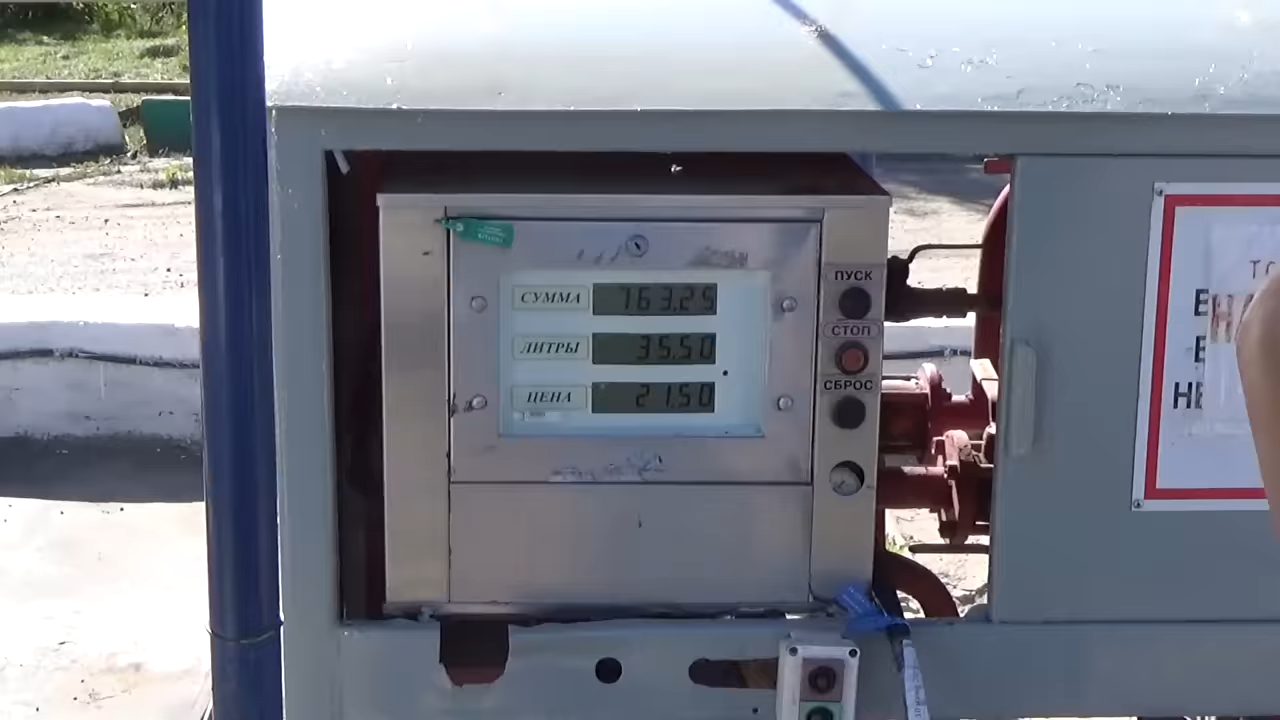 СУММА 763.25
ЛИТРЫ 35.50
ЦЕНА 21.50
ПУСК
СТОП
СБРОС